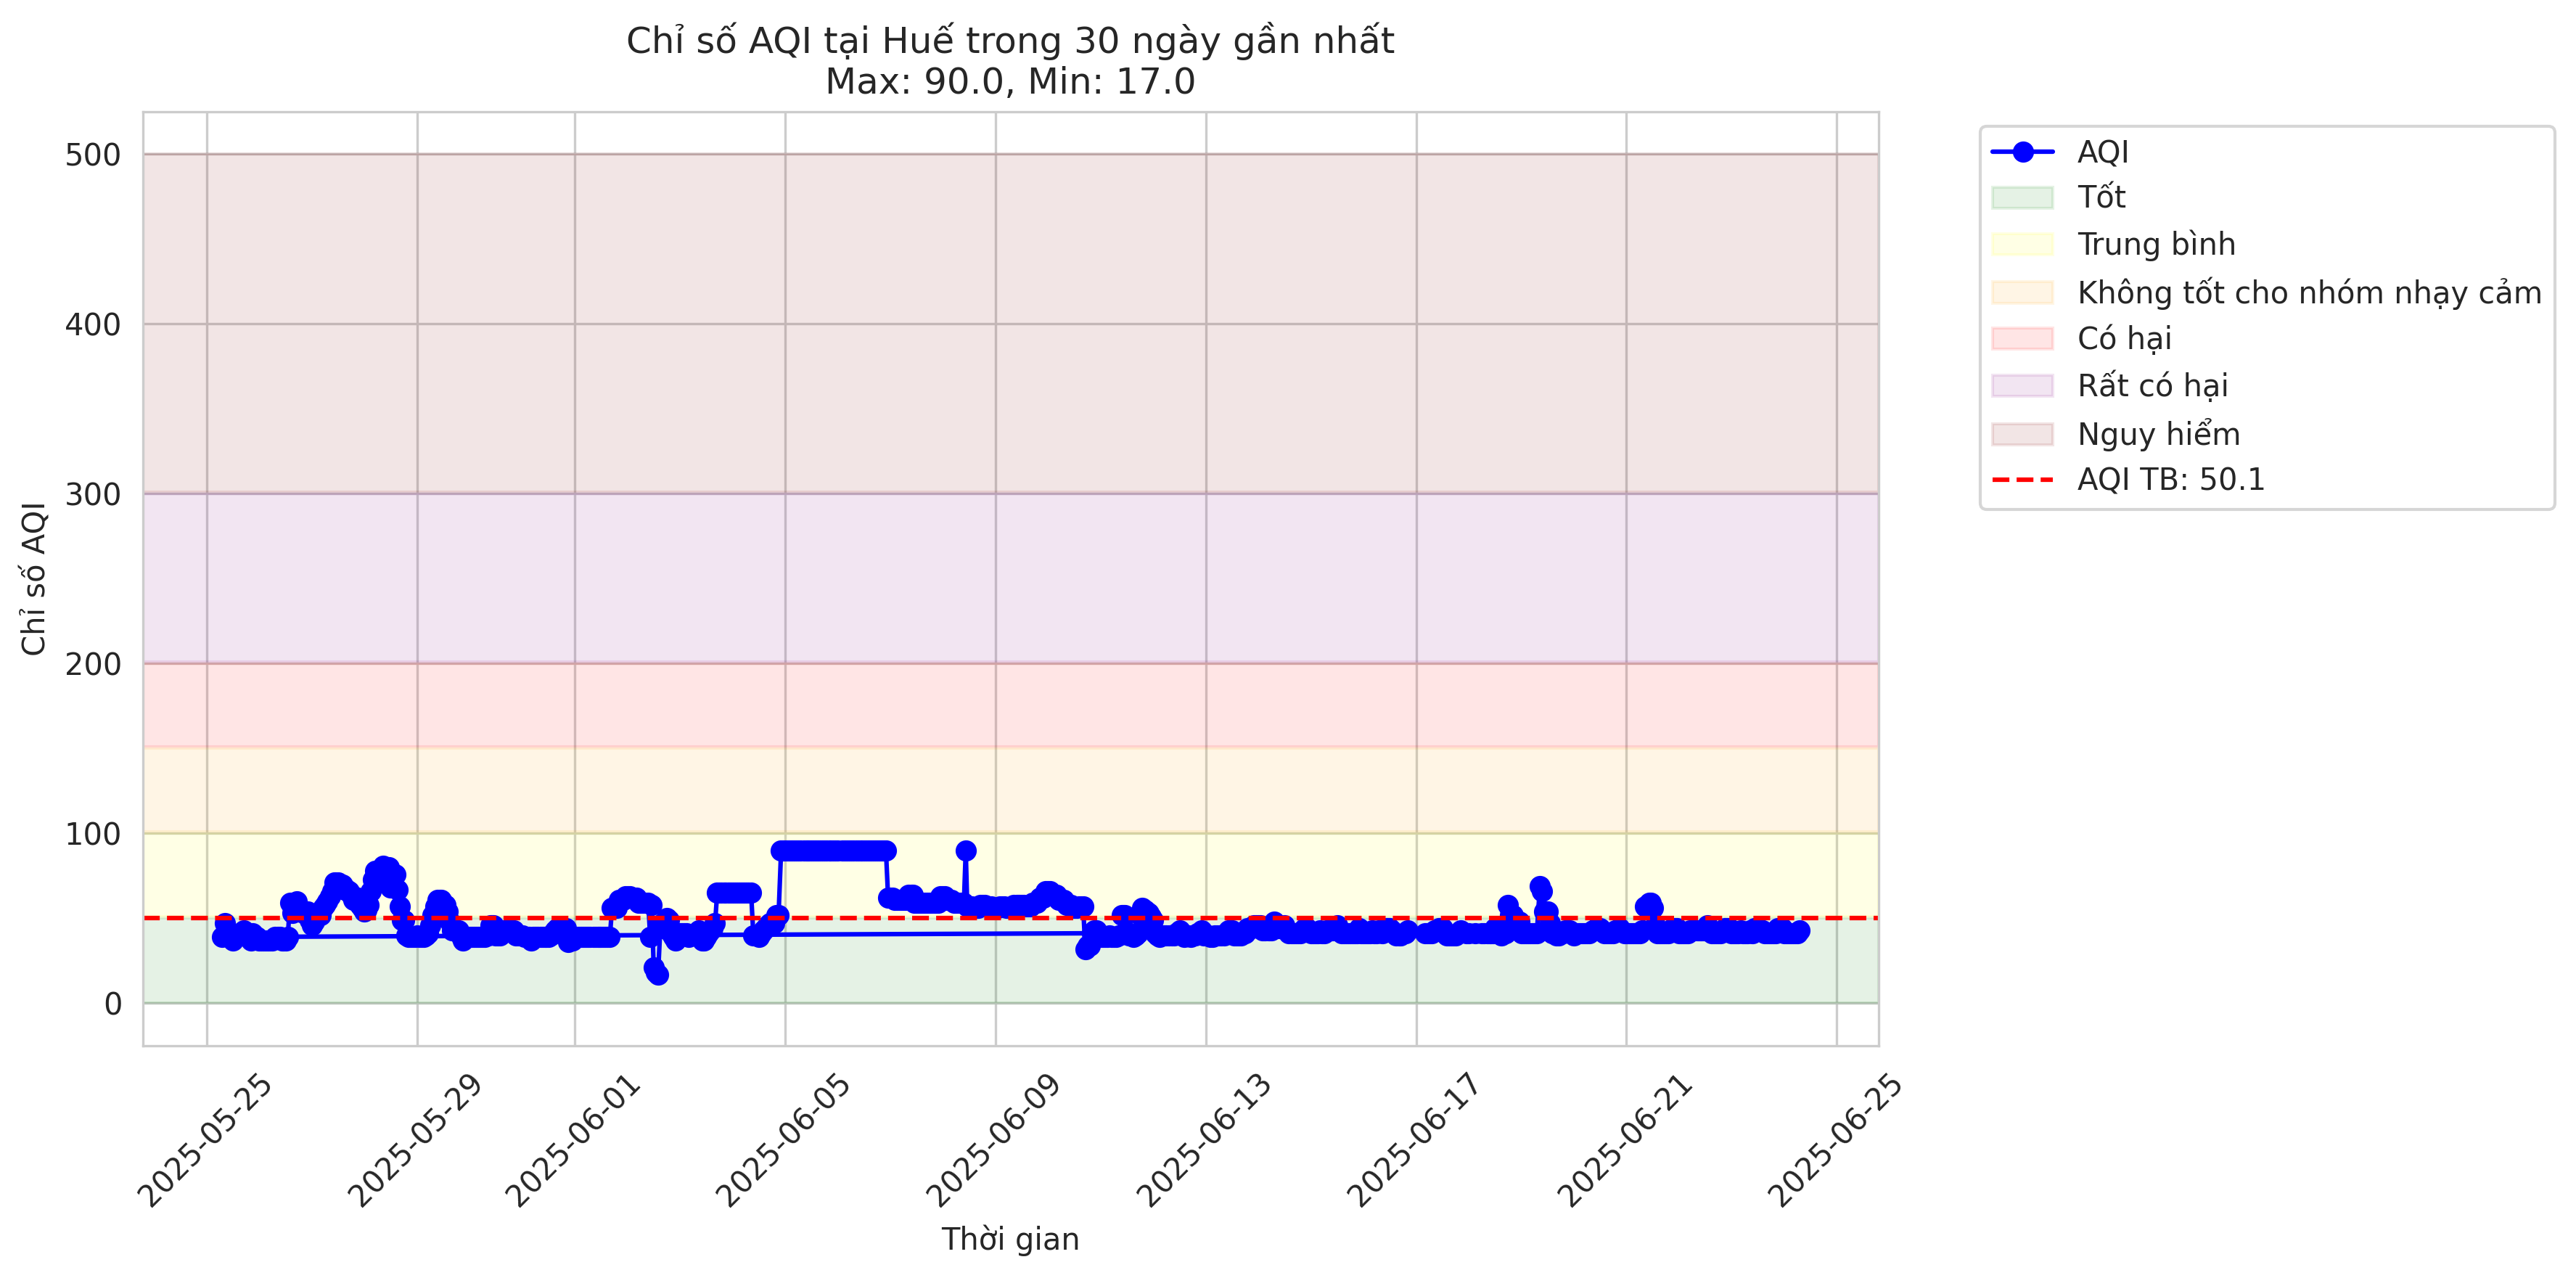 Chỉ số AQI tại Huế trong 30 ngày gần nhất
Max: 90.0, Min: 17.0
Chỉ số AQI
500
400
300
200
100
0
2025-05-25
2025-05-29
2025-06-01
2025-06-05
2025-06-09
2025-06-13
2025-06-17
2025-06-21
2025-06-25
Thời gian
AQI
Tốt
Trung bình
Không tốt cho nhóm nhạy cảm
Có hại
Rất có hại
Nguy hiểm
AQI TB: 50.1